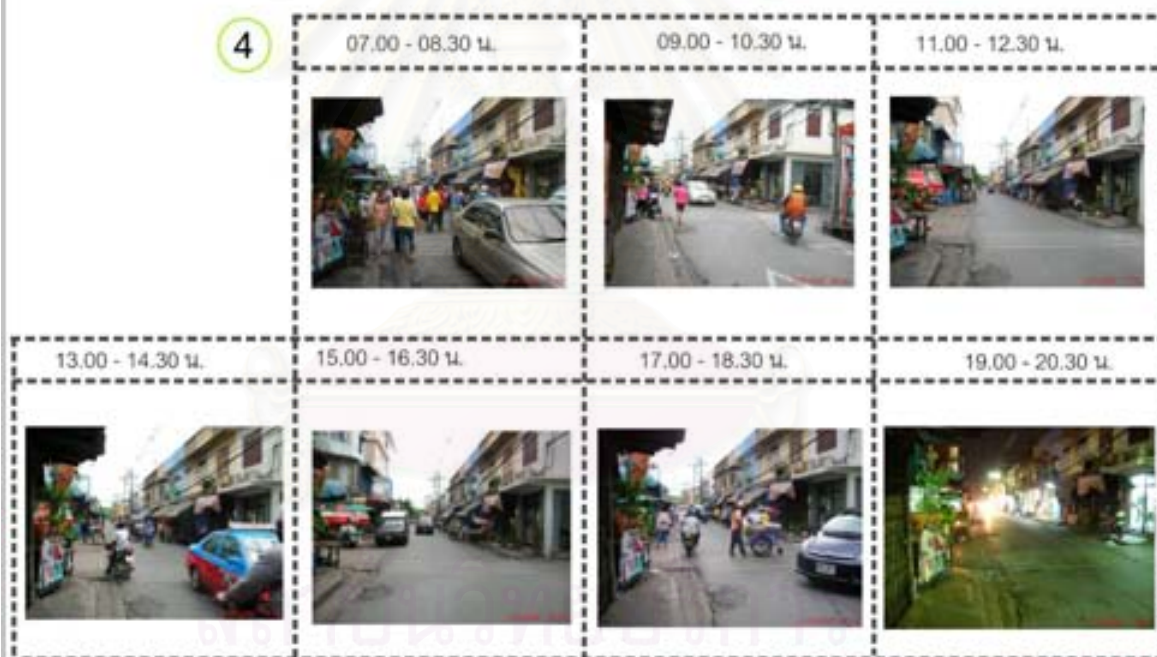 4
07.00 - 08.30 น.
09.00 - 10.30 น.
11.00 - 12.30 น.
13.00 - 14.30 น.
15.00 - 16.30 น.
17.00 - 18.30 น.
19.00 - 20.30 น.